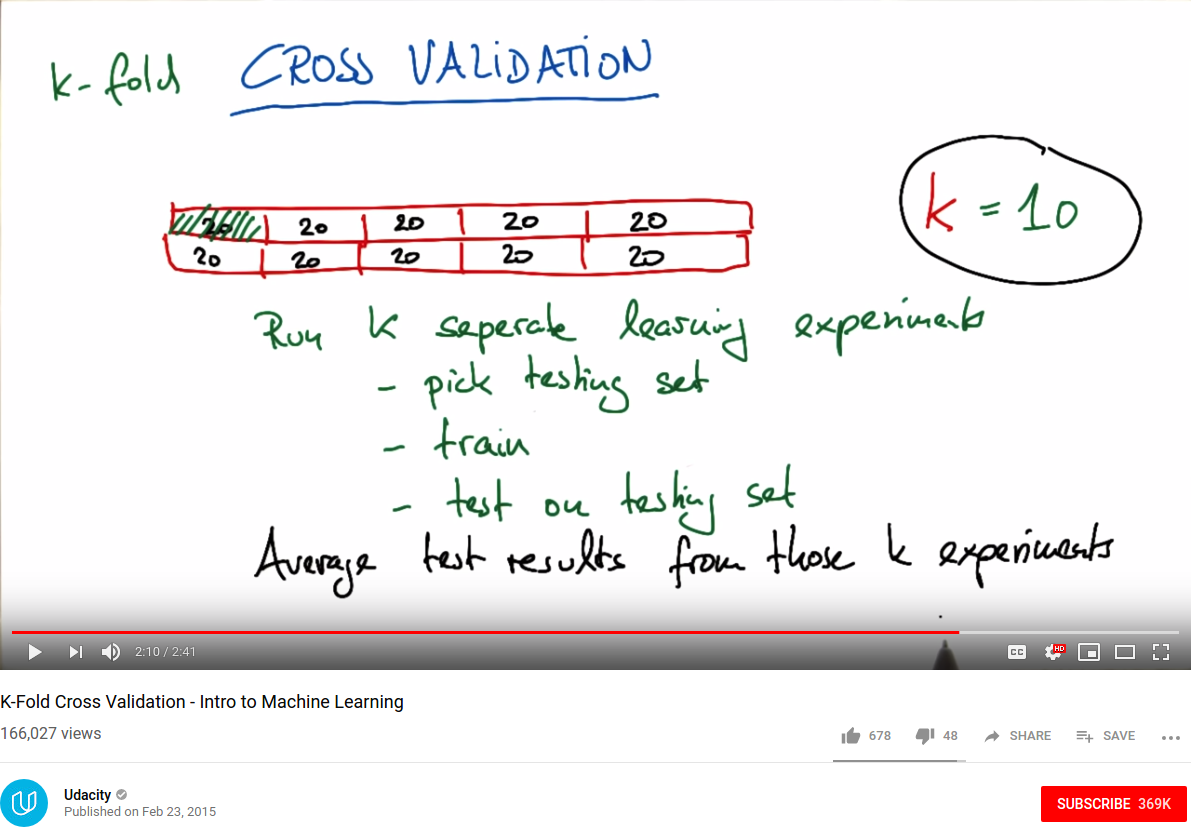 k-fold CROSS VALIDATION
k = 10
20 20 20 20 20
20 20 20 20 20
Run k seperate learning experiments
- pick testing set
- train
- test on testing set
Average test results from those k experiments
2:10 / 2:41
CC
HD
K-Fold Cross Validation - Intro to Machine Learning
166,027 views
678 48 SHARE SAVE
Udacity
Published on Feb 23, 2015
SUBSCRIBE 369K